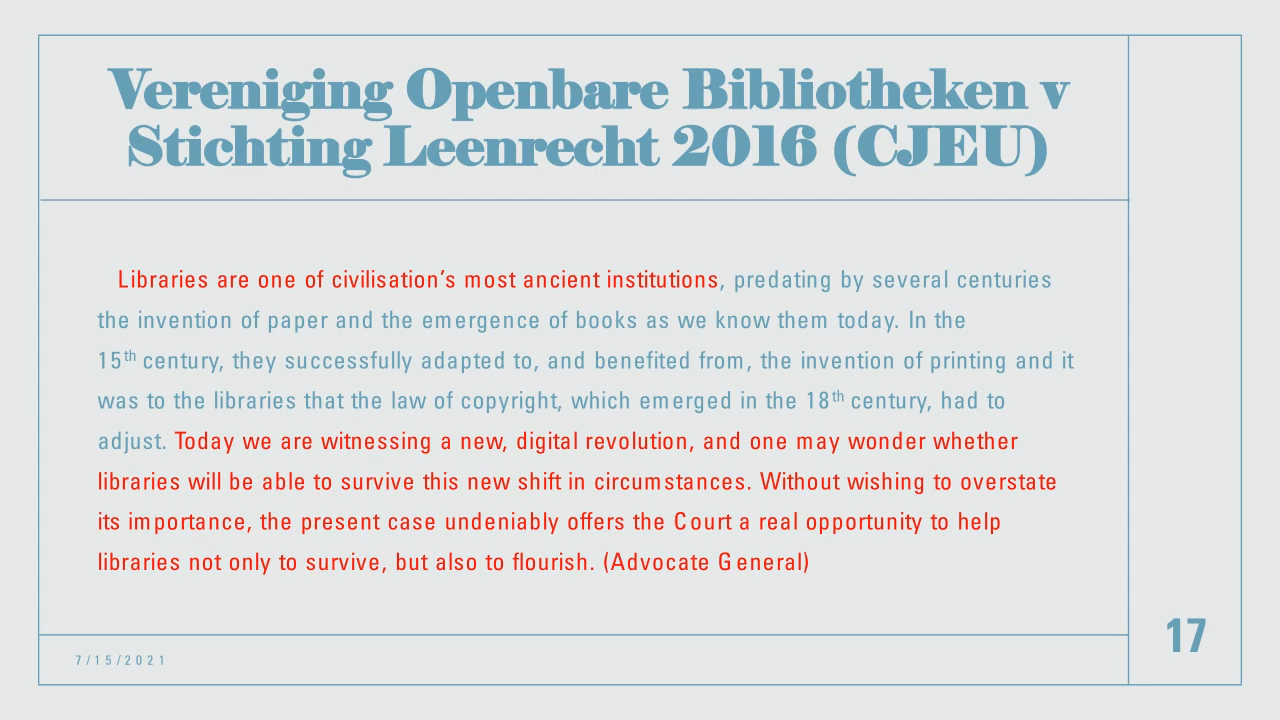 Vereniging Openbare Bibliotheken v
Stichting Leenrecht 2016 (CJEU)
Libraries are one of civilisation’s most ancient institutions, predating by several centuries
the invention of paper and the emergence of books as we know them today. In the
15th century, they successfully adapted to, and benefited from, the invention of printing and it
was to the libraries that the law of copyright, which emerged in the 18th century, had to
adjust. Today we are witnessing a new, digital revolution, and one may wonder whether
libraries will be able to survive this new shift in circumstances. Without wishing to overstate
its importance, the present case undeniably offers the Court a real opportunity to help
libraries not only to survive, but also to flourish. (Advocate General)
17
7/15/2021